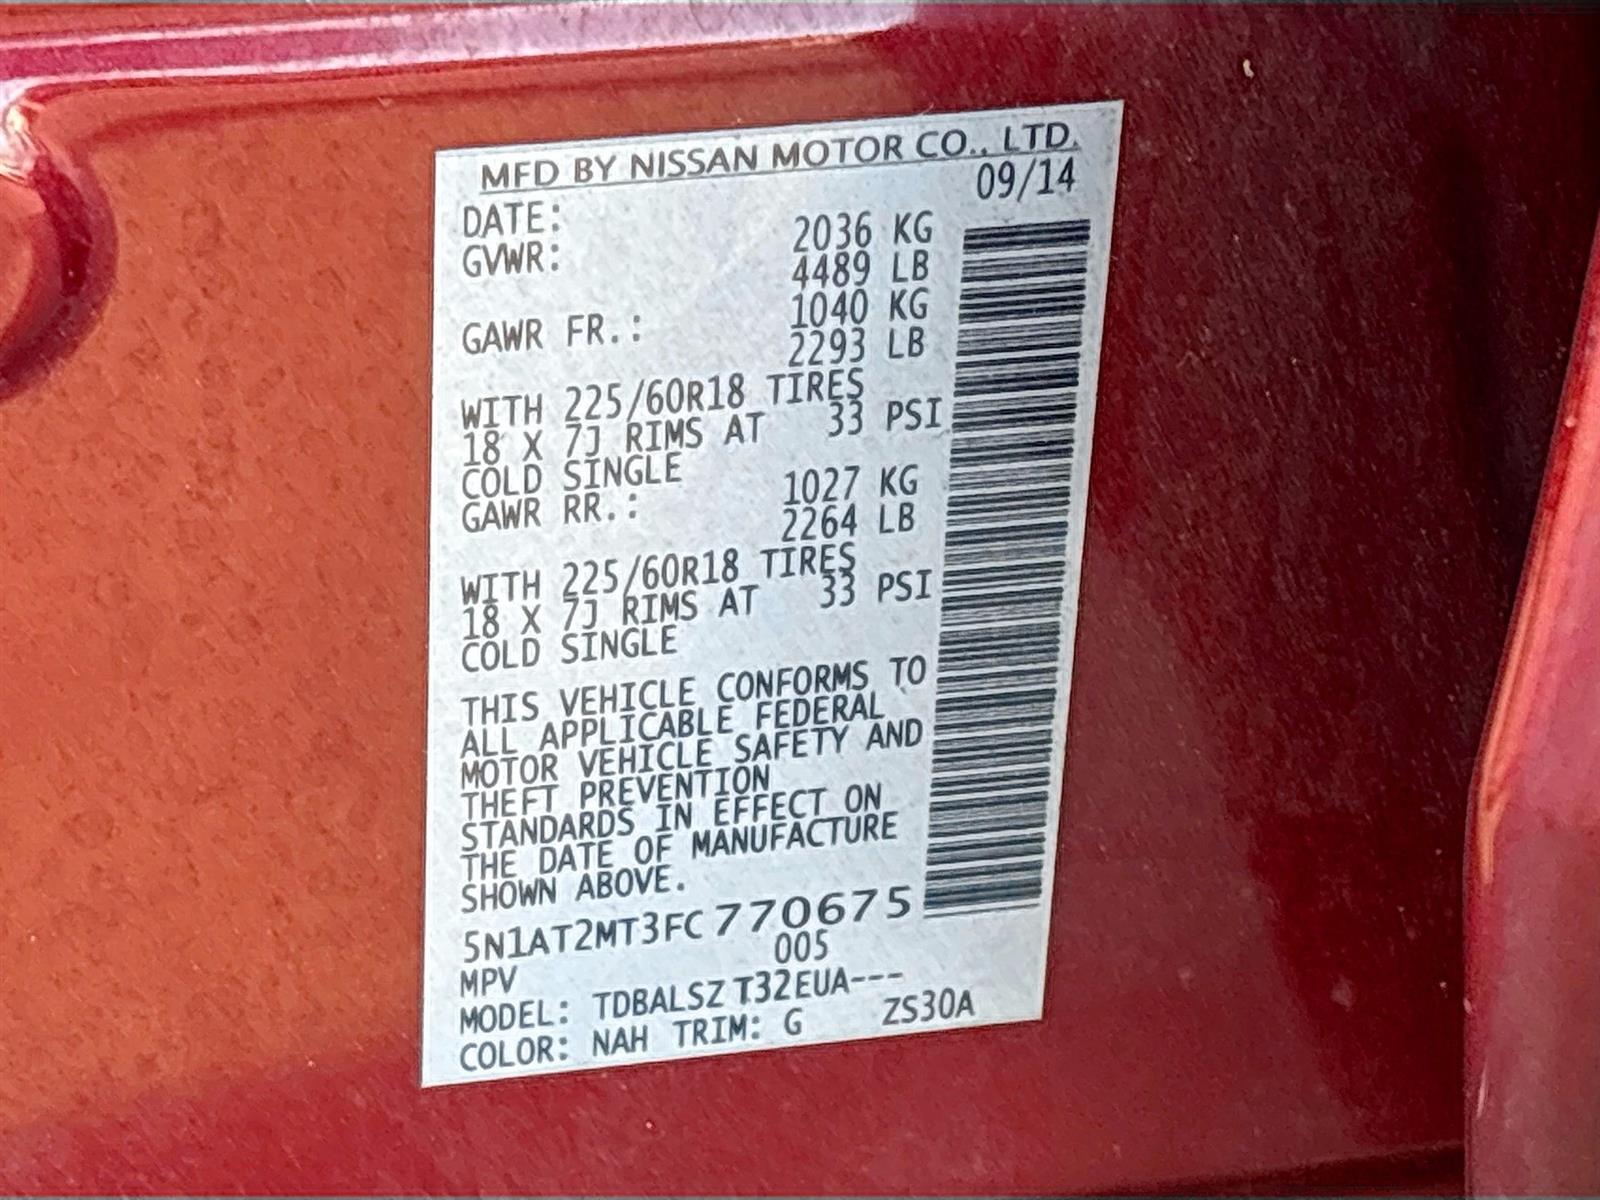 MFD BY NISSAN MOTOR CO., LTD.
DATE: 09/14
GVWR: 2036 KG
4489 LB
GAWR FR.: 1040 KG
2293 LB
WITH 225/60R18 TIRES
18 X 7J RIMS AT 33 PSI
COLD SINGLE
GAWR RR.: 1027 KG
2264 LB
WITH 225/60R18 TIRES
18 X 7J RIMS AT 33 PSI
COLD SINGLE
THIS VEHICLE CONFORMS TO
ALL APPLICABLE FEDERAL
MOTOR VEHICLE SAFETY AND
THEFT PREVENTION
STANDARDS IN EFFECT ON
THE DATE OF MANUFACTURE
SHOWN ABOVE.
5N1AT2MT3FC770675
MPV 005
MODEL: TDBALSZ T32EUA---
COLOR: NAH TRIM: G ZS30A